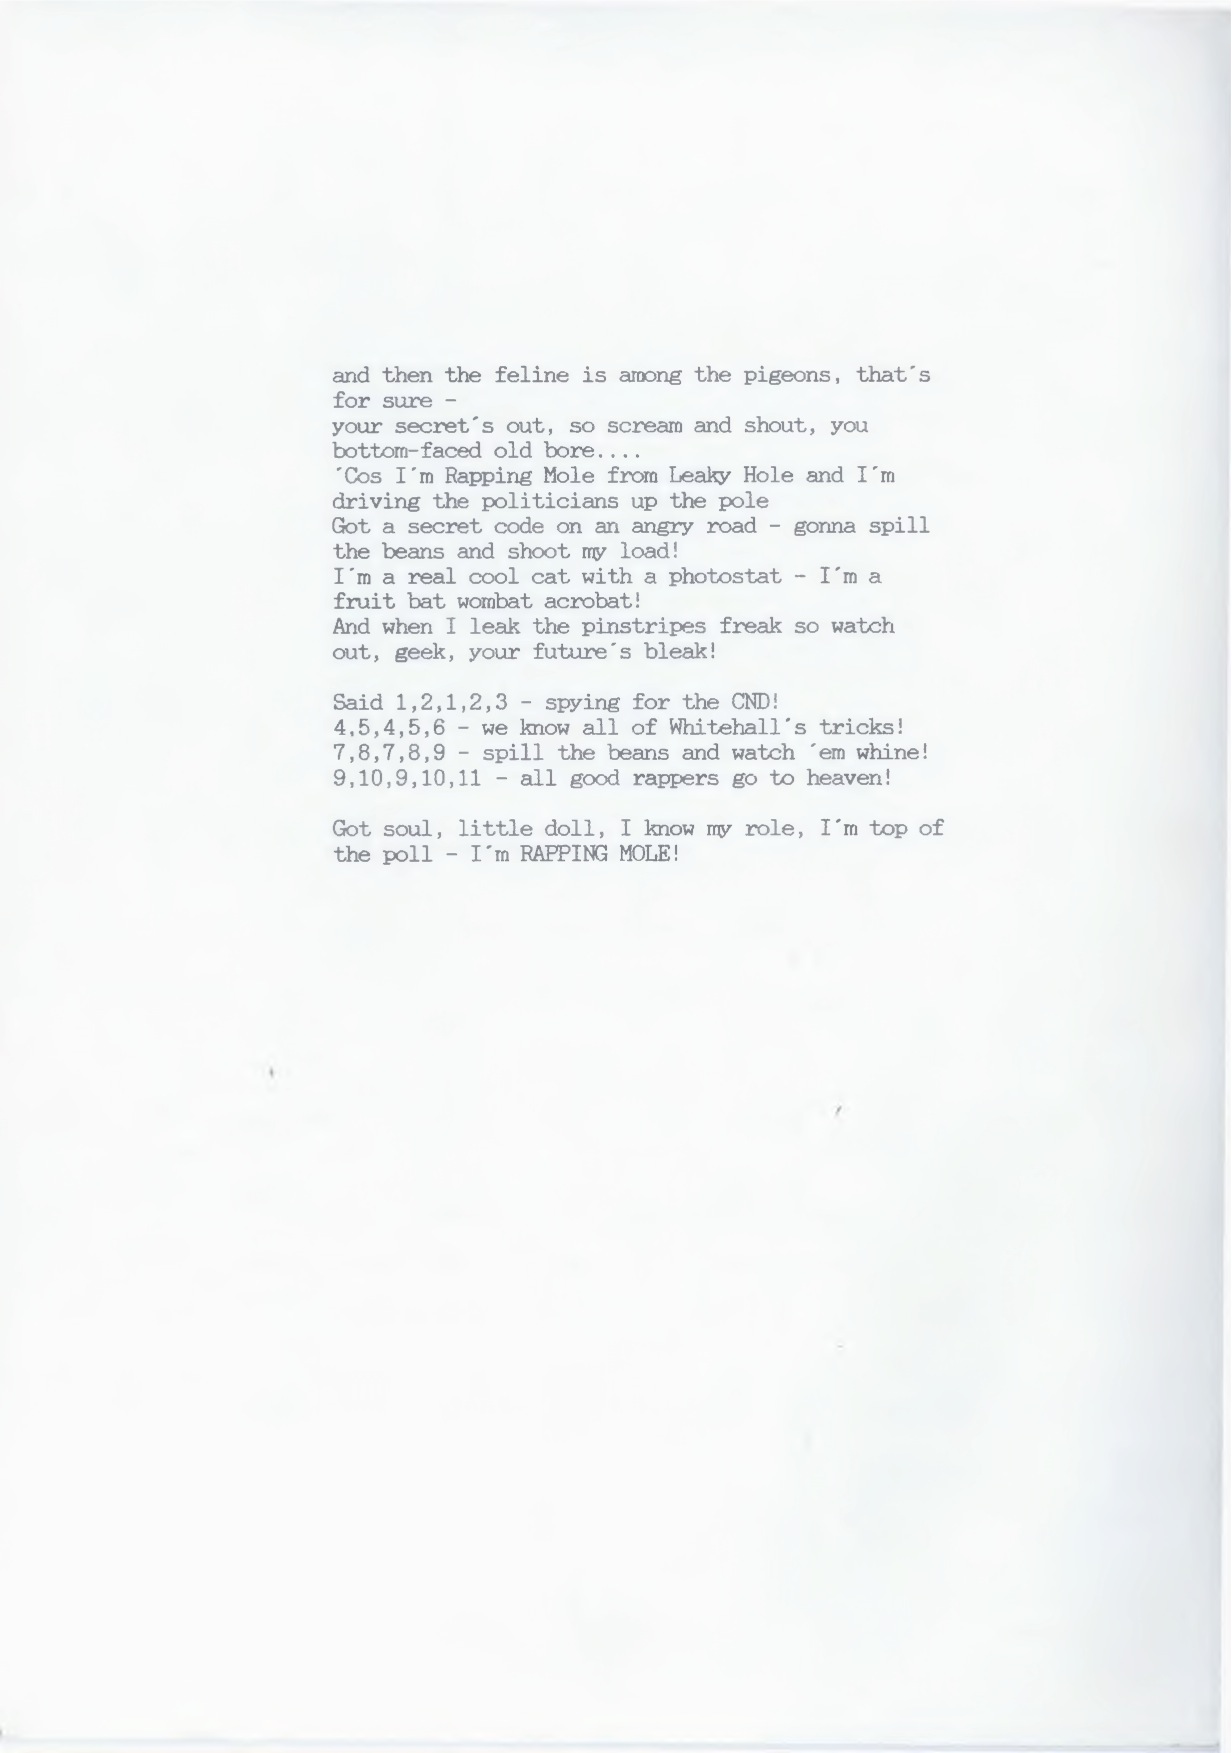 and then the feline is among the pigeons, that´s
for sure -
your secret´s out, so scream and shout, you
bottom-faced old bore....
´Cos I´m Rapping Mole from Leaky Hole and I´m
driving the politicians up the pole
Got a secret code on an angry road - gonna spill
the beans and shoot my load!
I´m a real cool cat with a photostat - I´m a
fruit bat wombat acrobat!
And when I leak the pinstripes freak so watch
out, geek, your future´s bleak!

Said 1,2,1,2,3 - spying for the CND!
4,5,4,5,6 - we know all of Whitehall´s tricks!
7,8,7,8,9 - spill the beans and watch ´em whine!
9,10,9,10,11 - all good rappers go to heaven!

Got soul, little doll, I know my role, I´m top of
the poll - I´m RAPPING MOLE!